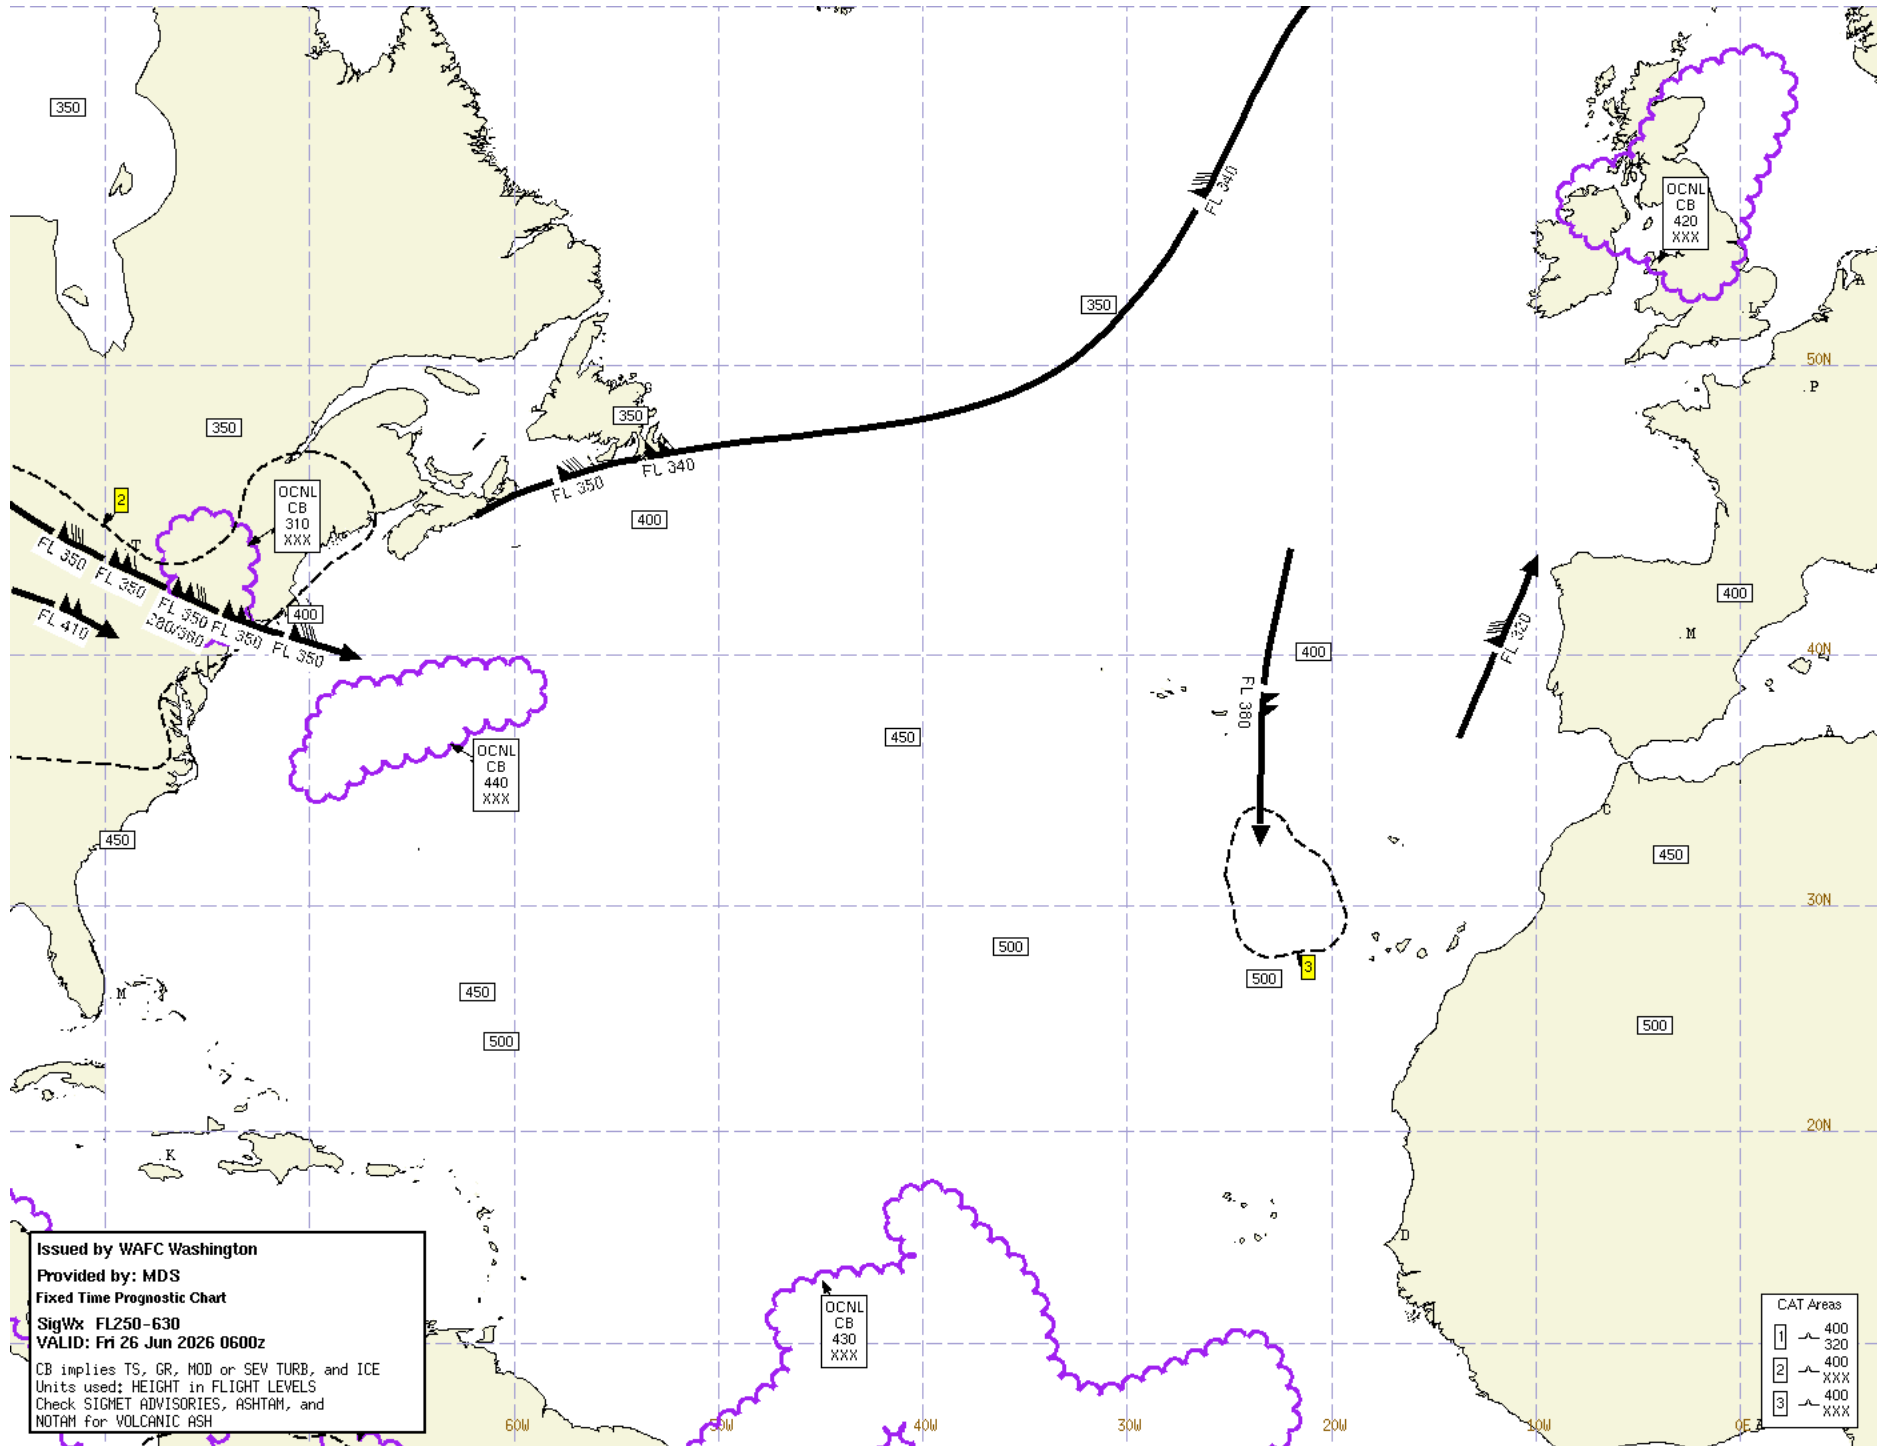 350
FL 340
OCNL
CB
420
XXX
A
L
350
50N
P
350
350
FL 350
FL 340
2
OCNL
CB
310
XXX
400
T
FL 350
FL 350
FL 350
280/360
FL 350
FL 350
FL 410
400
400
FL 320
400
M
40N
FL 380
450
OCNL
CB
440
XXX
A
C
450
450
30N
500
3
500
M
450
500
500
20N
K
D
Issued by WAFC Washington
Provided by: MDS
Fixed Time Prognostic Chart
SigWx FL250-630
VALID: Fri 26 Jun 2026 0600z
CB implies TS, GR, MOD or SEV TURB, and ICE
Units used: HEIGHT in FLIGHT LEVELS
Check SIGMET ADVISORIES, ASHTAM, and
NOTAM for VOLCANIC ASH
OCNL
CB
430
XXX
CAT Areas
1 400
320
2 400
XXX
3 400
XXX
60W
50W
40W
30W
20W
10W
0E